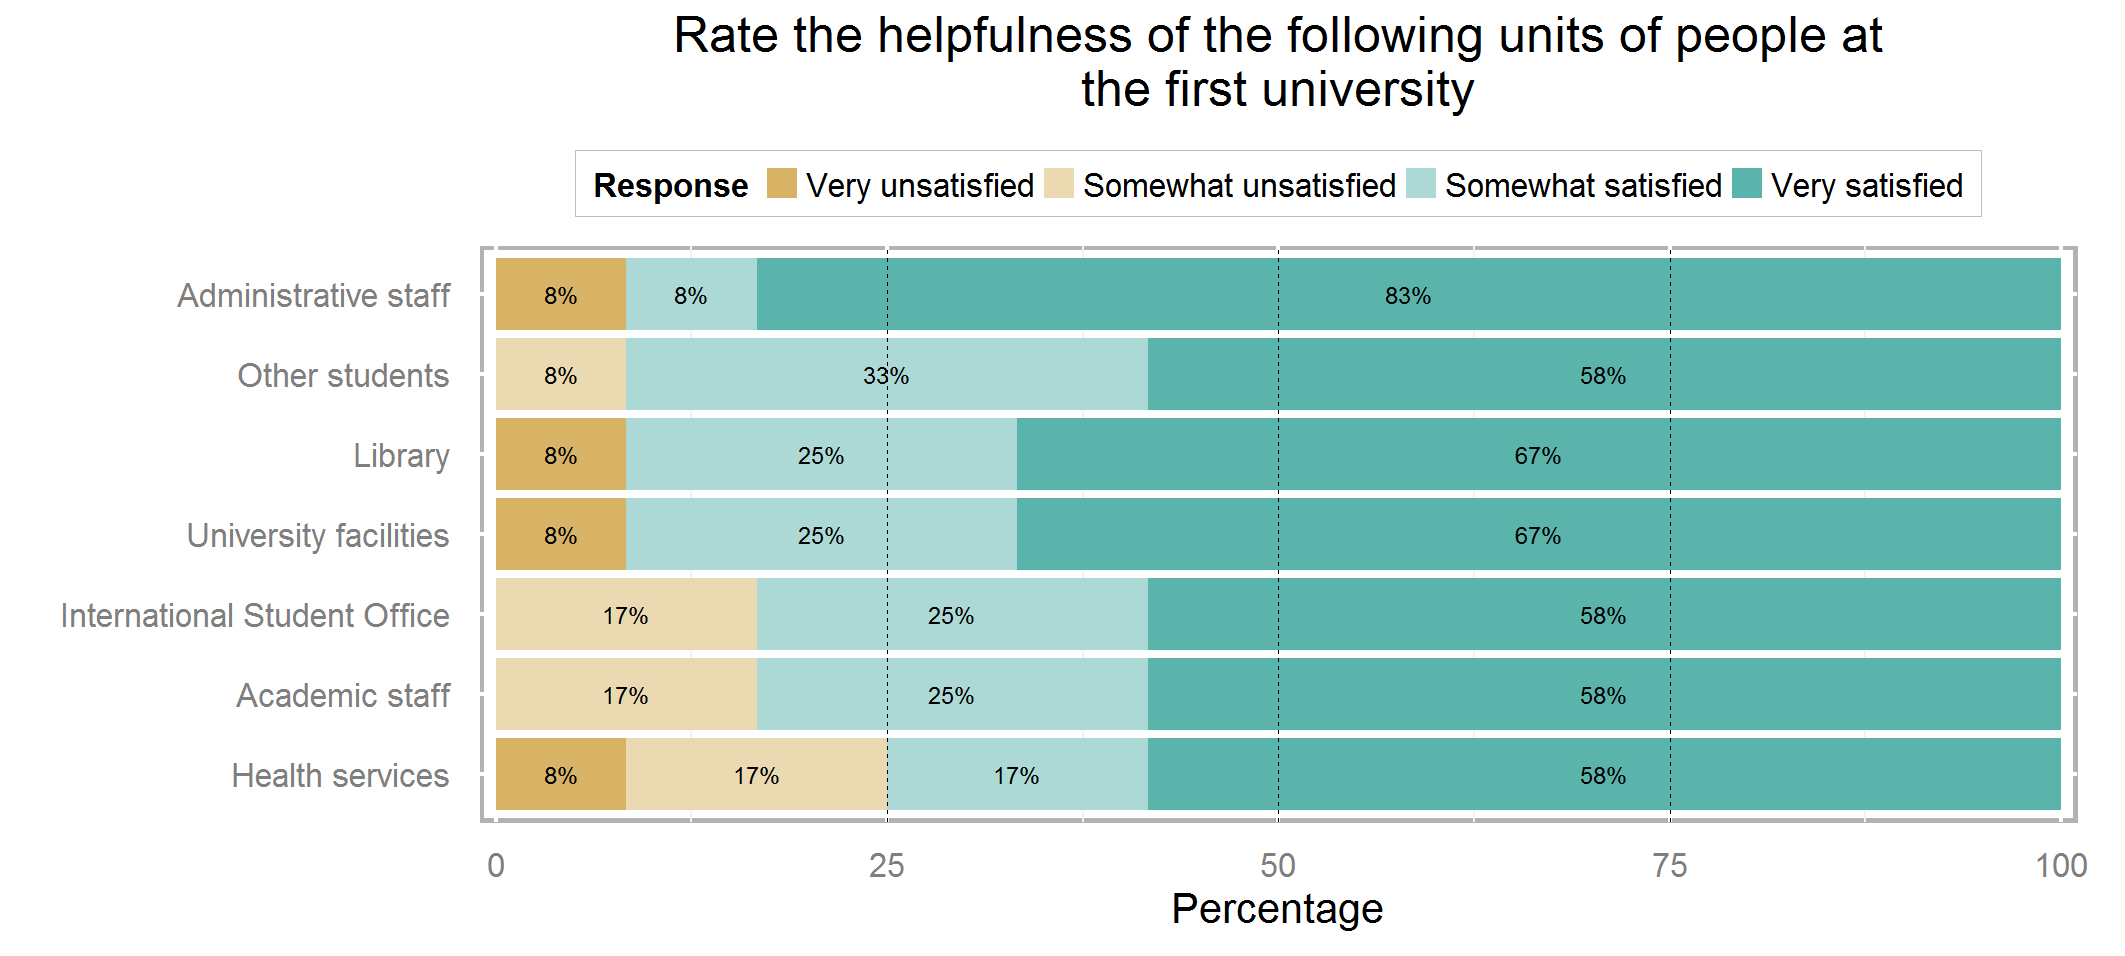 Rate the helpfulness of the following units of people at
the first university
Response Very unsatisfied Somewhat unsatisfied Somewhat satisfied Very satisfied
Administrative staff 8% 8% 83%
Other students 8% 33% 58%
Library 8% 25% 67%
University facilities 8% 25% 67%
International Student Office 17% 25% 58%
Academic staff 17% 25% 58%
Health services 8% 17% 17% 58%
0 25 50 75 100
Percentage